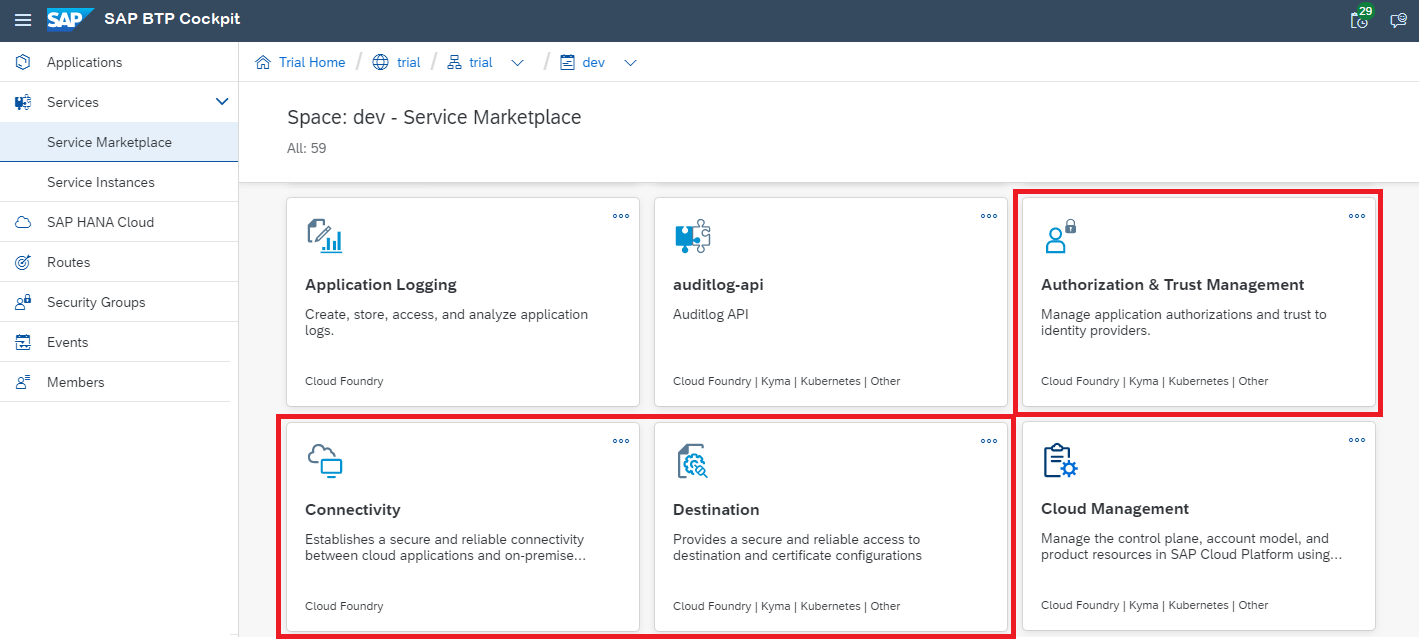 SAP SAP BTP Cockpit
29
Applications
Services
Service Marketplace
Service Instances
SAP HANA Cloud
Routes
Security Groups
Events
Members
Trial Home / trial / trial / dev
Space: dev - Service Marketplace
All: 59
Application Logging
Create, store, access, and analyze application
logs.
Cloud Foundry
auditlog-api
Auditlog API
Cloud Foundry | Kyma | Kubernetes | Other
Authorization & Trust Management
Manage application authorizations and trust to
identity providers.
Cloud Foundry | Kyma | Kubernetes | Other
Connectivity
Establishes a secure and reliable connectivity
between cloud applications and on-premise...
Cloud Foundry
Destination
Provides a secure and reliable access to
destination and certificate configurations
Cloud Foundry | Kyma | Kubernetes | Other
Cloud Management
Manage the control plane, account model, and
product resources in SAP Cloud Platform using...
Cloud Foundry | Kyma | Kubernetes | Other